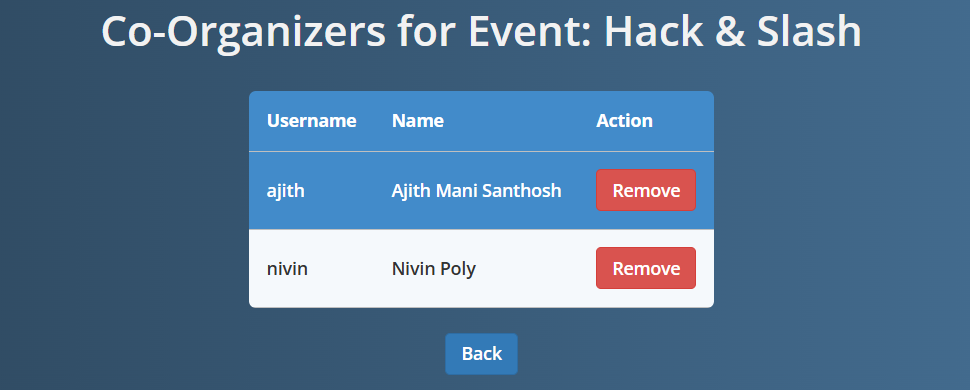 Co-Organizers for Event: Hack & Slash
Username Name Action
ajith Ajith Mani Santhosh Remove
nivin Nivin Poly Remove
Back